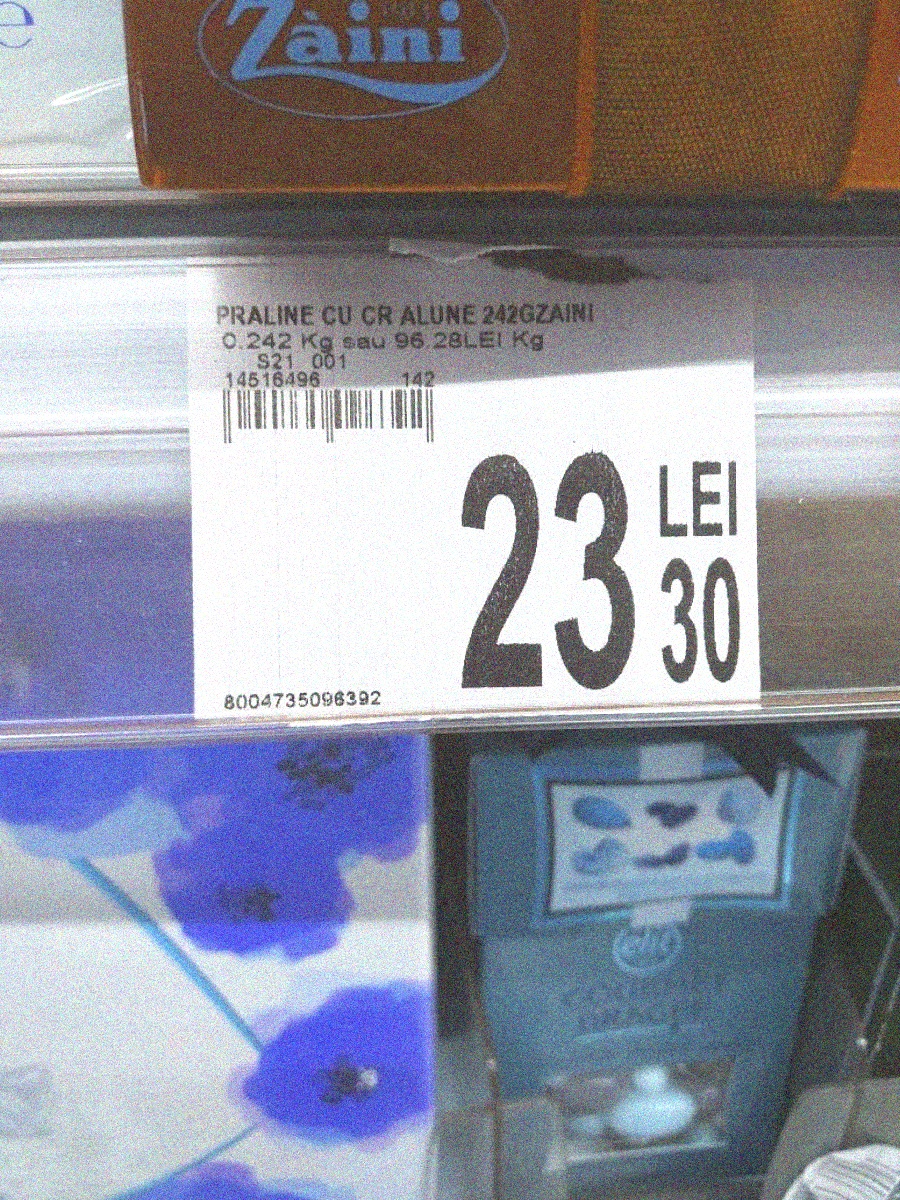 Zàini
PRALINE CU CR ALUNE 242GZAINI
0.242 Kg sau 96.28LEI Kg
S21 001
14516496 142
23 LEI
30
8004735096392